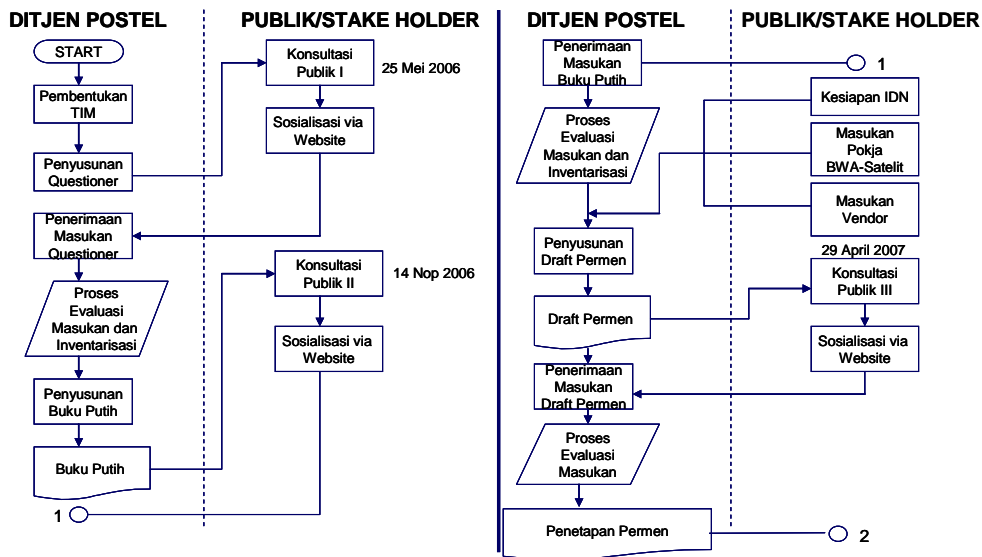 DITJEN POSTEL
PUBLIK/STAKE HOLDER
START
Pembentukan
TIM
Penyusunan
Questioner
Konsultasi
Publik I
25 Mei 2006
Sosialisasi via
Website
Penerimaan
Masukan
Questioner
Proses
Evaluasi
Masukan dan
Inventarisasi
Penyusunan
Buku Putih
Buku Putih
1
Konsultasi
Publik II
14 Nop 2006
Sosialisasi via
Website
DITJEN POSTEL
PUBLIK/STAKE HOLDER
Penerimaan
Masukan
Buku Putih
1
Proses
Evaluasi
Masukan dan
Inventarisasi
Kesiapan IDN
Masukan
Pokja
BWA-Satelit
Masukan
Vendor
Penyusunan
Draft Permen
29 April 2007
Konsultasi
Publik III
Draft Permen
Sosialisasi via
Website
Penerimaan
Masukan
Draft Permen
Proses
Evaluasi
Masukan
Penetapan Permen
2